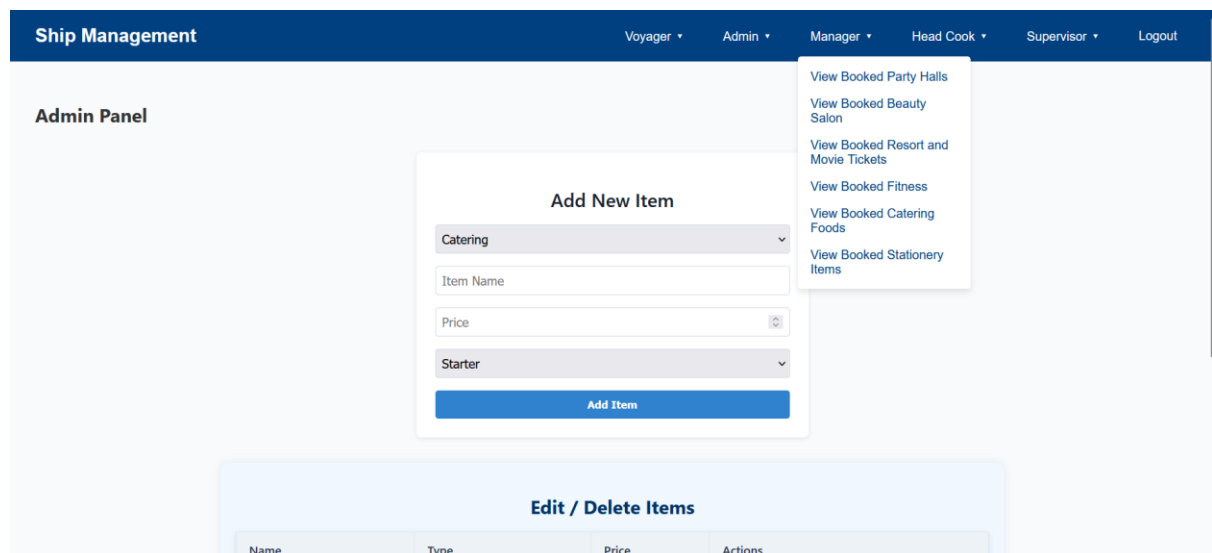 Ship Management
Voyager ▾ Admin ▾ Manager ▾ Head Cook ▾ Supervisor ▾ Logout
View Booked Party Halls
View Booked Beauty
Salon
View Booked Resort and
Movie Tickets
View Booked Fitness
View Booked Catering
Foods
View Booked Stationery
Items
Admin Panel
Add New Item
Catering
Item Name
Price
Starter
Add Item
Edit / Delete Items
Name Type Price Actions